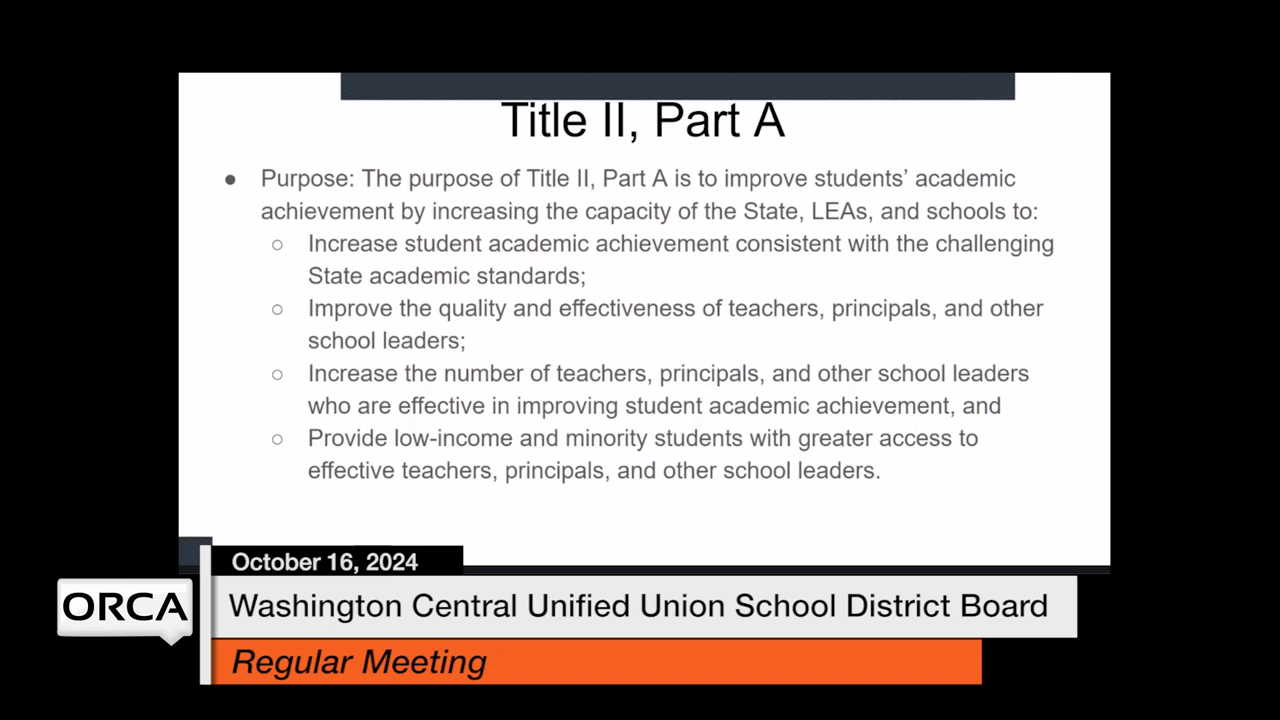 Title II, Part A
● Purpose: The purpose of Title II, Part A is to improve students’ academic
achievement by increasing the capacity of the State, LEAs, and schools to:
○ Increase student academic achievement consistent with the challenging
State academic standards;
○ Improve the quality and effectiveness of teachers, principals, and other
school leaders;
○ Increase the number of teachers, principals, and other school leaders
who are effective in improving student academic achievement, and
○ Provide low-income and minority students with greater access to
effective teachers, principals, and other school leaders.
October 16, 2024
ORCA
Washington Central Unified Union School District Board
Regular Meeting